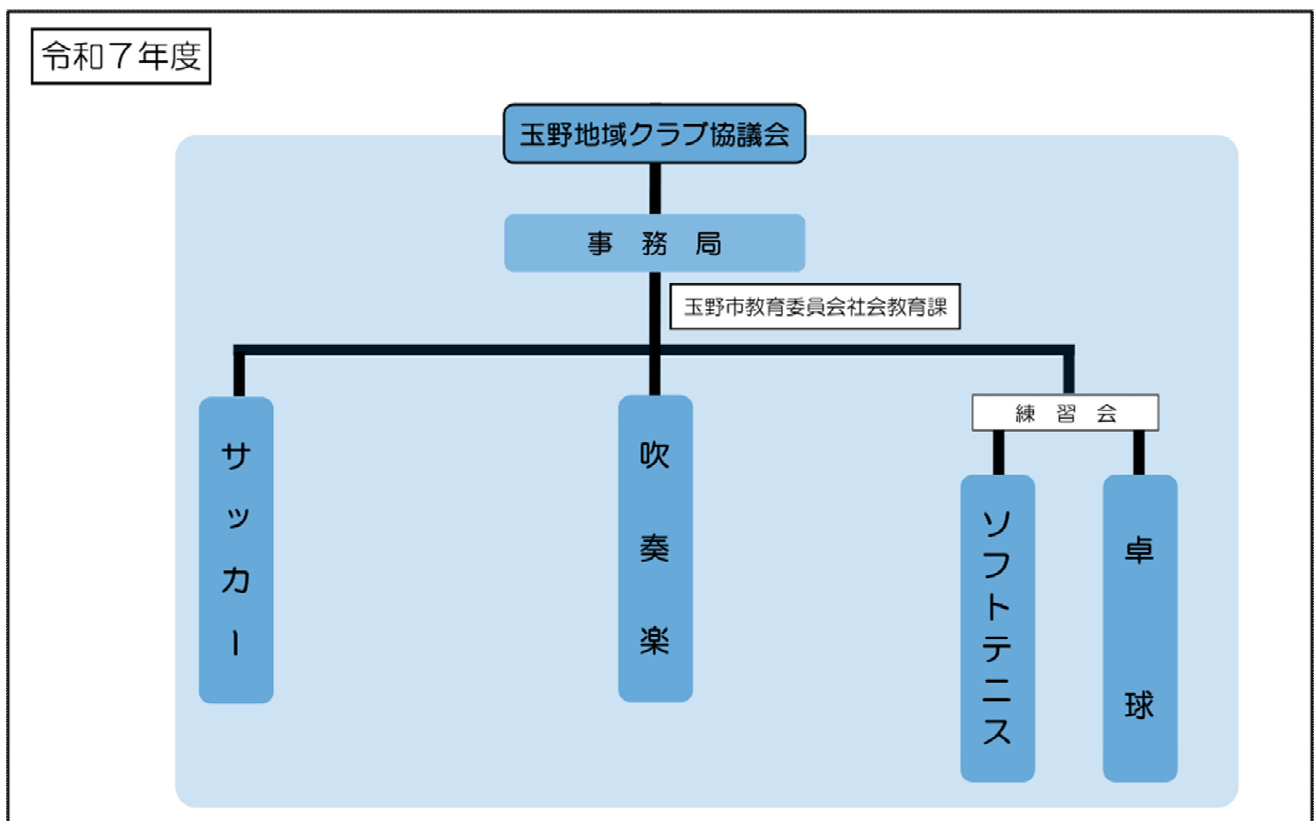 令和７年度
玉野地域クラブ協議会
事　務　局
玉野市教育委員会社会教育課
練　習　会
サッカー
吹奏楽
ソフトテニス
卓球